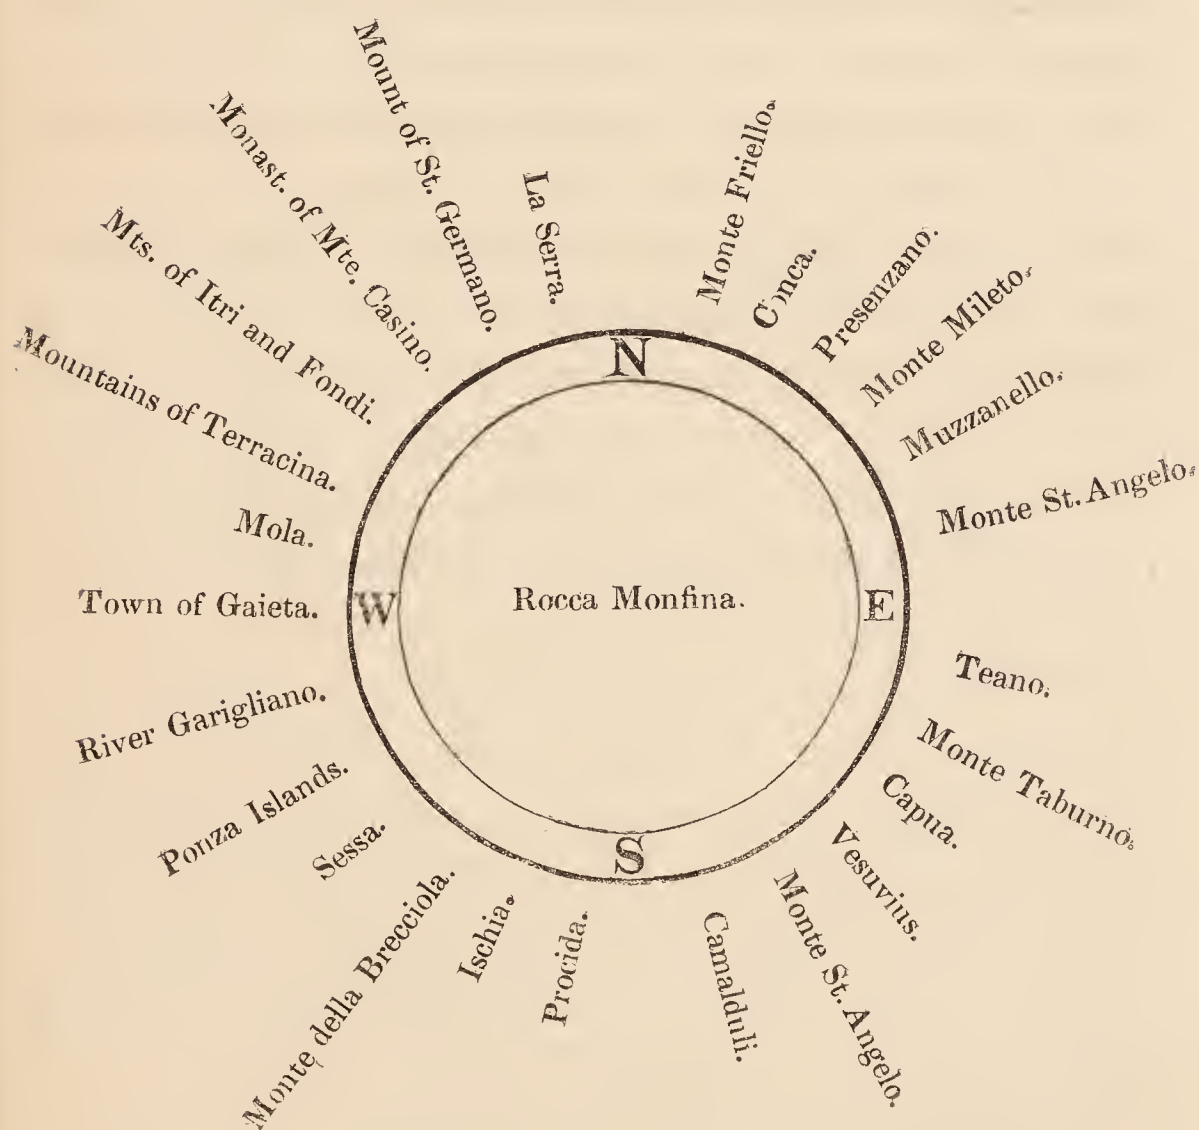 N
Monte Friello.
Conca.
Presenzano.
Monte Mileto.
Muzzanello.
Monte St. Angelo.
E
Teano.
Monte Taburno.
Capua.
Vesuvius.
Monte St. Angelo.
Camalduli.
S
Procida.
Ischia.
Monte della Brecciola.
Sessa.
Ponza Islands.
River Garigliano.
W
Town of Gaieta.
Mola.
Mountains of Terracina.
Mts. of Itri and Fondi.
Monast. of Mte. Casino.
Mount of St. Germano.
La Serra.
Rocca Monfina.